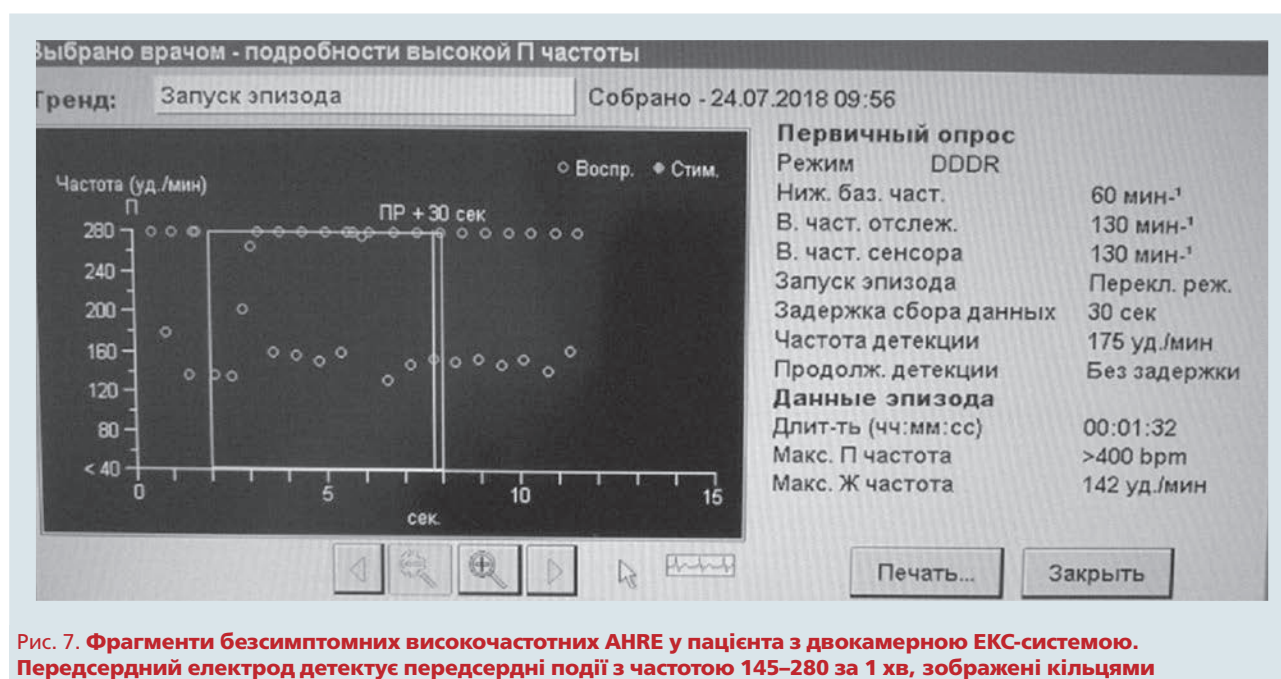 Выбрано врачом - подробности высокой П частоты
Тренд: Запуск эпизода Собрано - 24.07.2018 09:56
Воспр. Стим.
Частота (уд./мин)
П
ПР + 30 сек
280
240
200
160
120
80
< 40
0 5 10 15
сек.
Первичный опрос
Режим DDDR
Ниж. баз. част. 60 мин-¹
В. част. отслеж. 130 мин-¹
В. част. сенсора 130 мин-¹
Запуск эпизода Перекл. реж.
Задержка сбора данных 30 сек
Частота детекции 175 уд./мин
Продолж. детекции Без задержки
Данные эпизода
Длит-ть (чч:мм:сс) 00:01:32
Макс. П частота >400 bpm
Макс. Ж частота 142 уд./мин
Печать... Закрыть
Рис. 7. Фрагменти безсимптомних високочастотних AHRE у пацієнта з двокамерною ЕКС-системою.
Передсердний електрод детектує передсердні події з частотою 145–280 за 1 хв, зображені кільцями